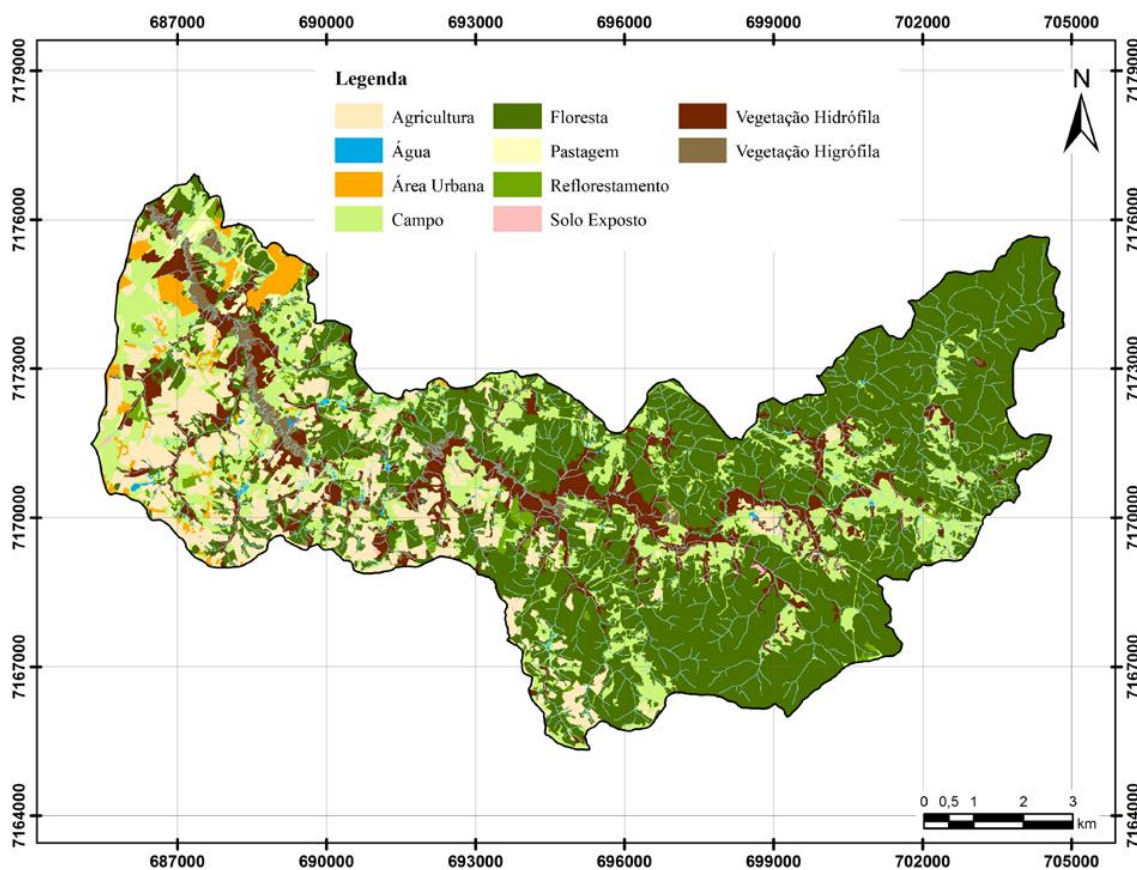 687000 690000 693000 696000 699000 702000 705000
7179000 7179000
N
Legenda
Agricultura Floresta Vegetação Hidrófila
Água Pastagem Vegetação Higrófila
Área Urbana Reflorestamento
Campo Solo Exposto
7176000 7176000
7173000 7173000
7170000 7170000
7167000 7167000
0 0,5 1 2 3
km
7164000 7164000
687000 690000 693000 696000 699000 702000 705000